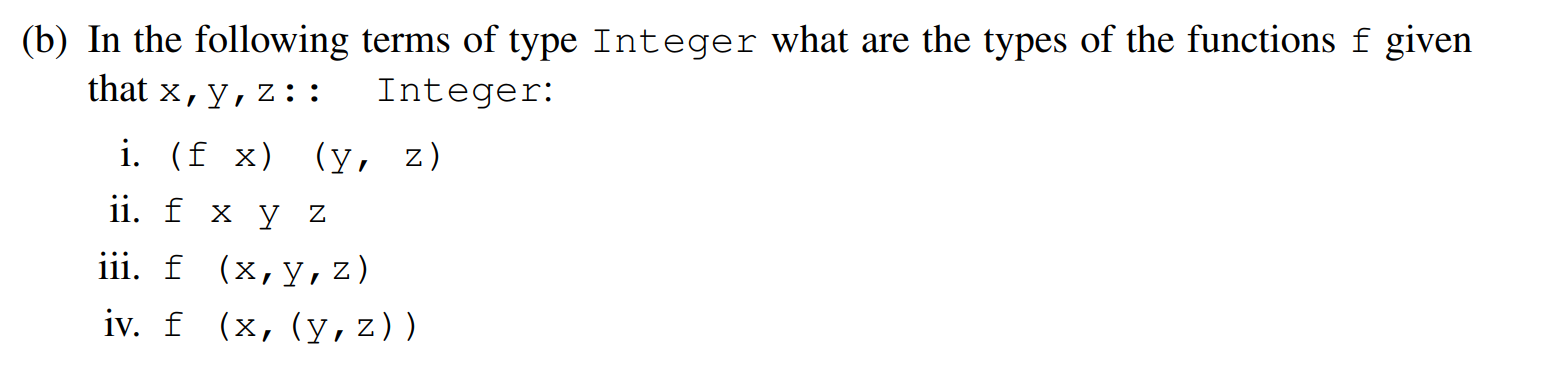 (b) In the following terms of type Integer what are the types of the functions f given
that x,y,z:: Integer:
i. (f x) (y, z)
ii. f x y z
iii. f (x,y,z)
iv. f (x,(y,z))